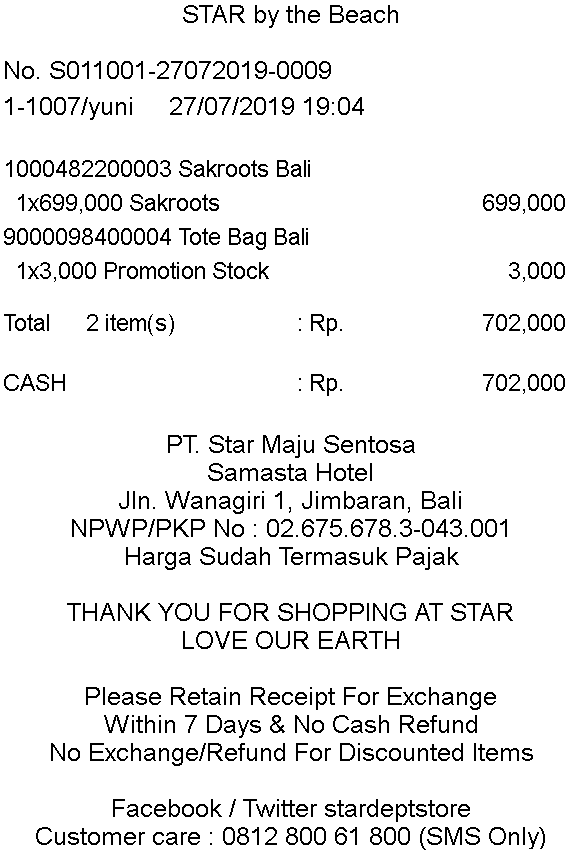 STAR by the Beach
No. S011001-27072019-0009
1-1007/yuni 27/07/2019 19:04
1000482200003 Sakroots Bali
1x699,000 Sakroots 699,000
9000098400004 Tote Bag Bali
1x3,000 Promotion Stock 3,000
Total 2 item(s) : Rp. 702,000
CASH : Rp. 702,000
PT. Star Maju Sentosa
Samasta Hotel
Jln. Wanagiri 1, Jimbaran, Bali
NPWP/PKP No : 02.675.678.3-043.001
Harga Sudah Termasuk Pajak
THANK YOU FOR SHOPPING AT STAR
LOVE OUR EARTH
Please Retain Receipt For Exchange
Within 7 Days & No Cash Refund
No Exchange/Refund For Discounted Items
Facebook / Twitter stardeptstore
Customer care : 0812 800 61 800 (SMS Only)